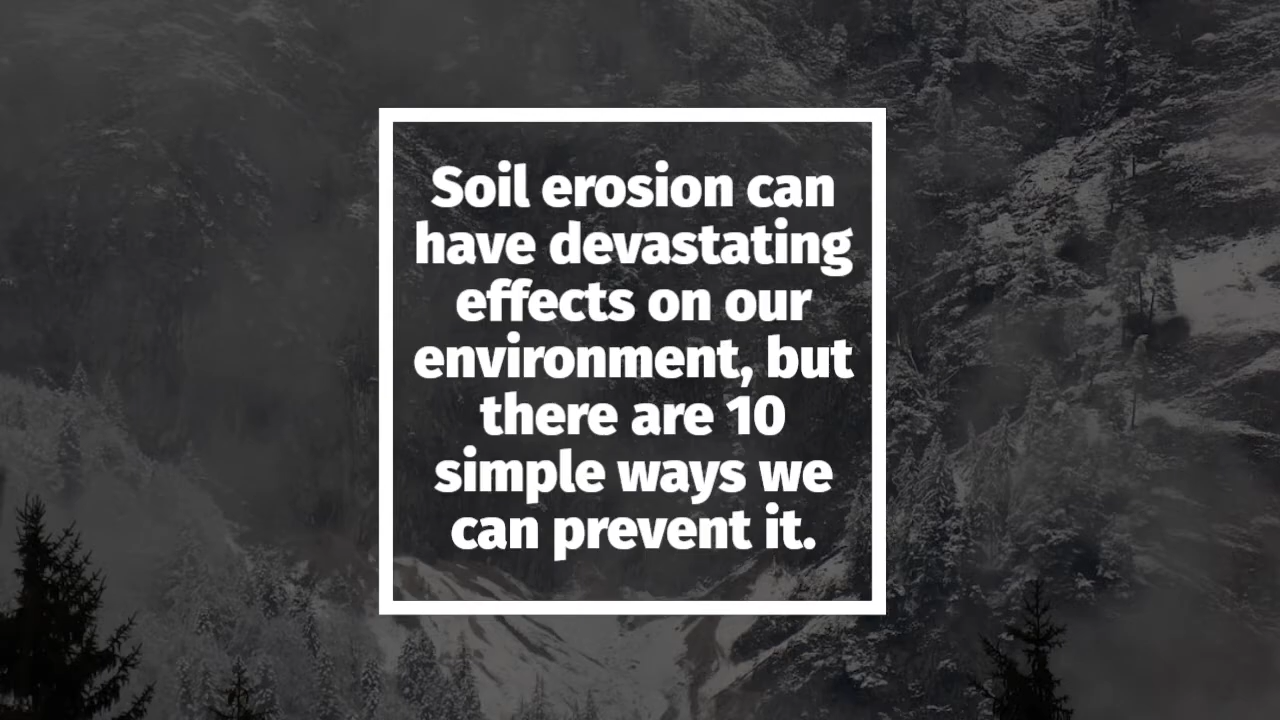 Soil erosion can
have devastating
effects on our
environment, but
there are 10
simple ways we
can prevent it.